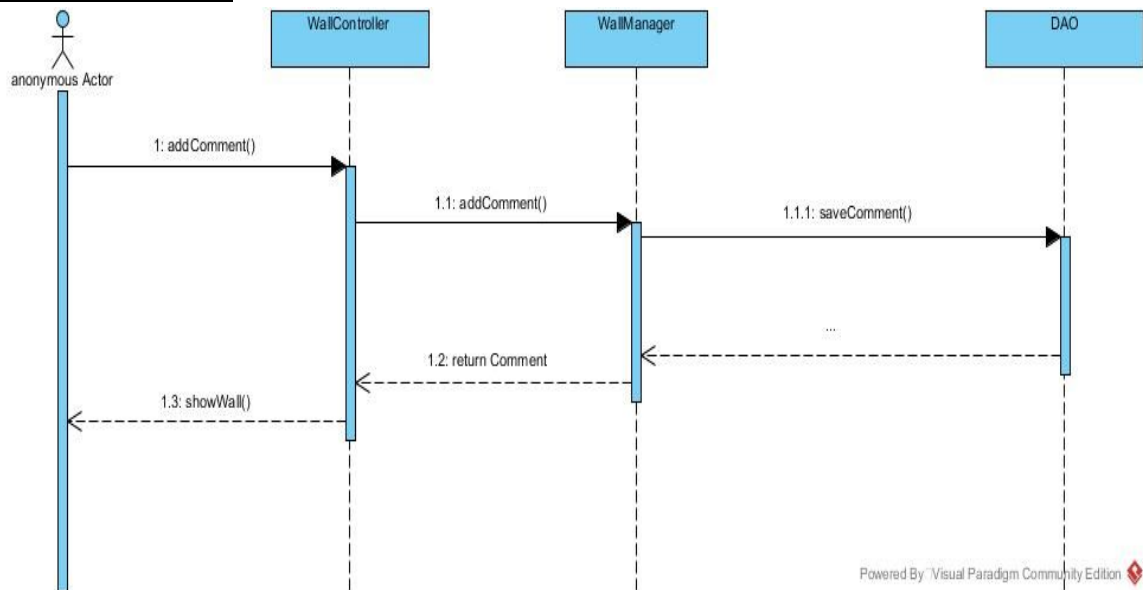 WallController
WallManager
DAO
anonymous Actor
1: addComment()
1.1: addComment()
1.1.1: saveComment()
...
1.2: return Comment
1.3: showWall()
Powered By Visual Paradigm Community Edition